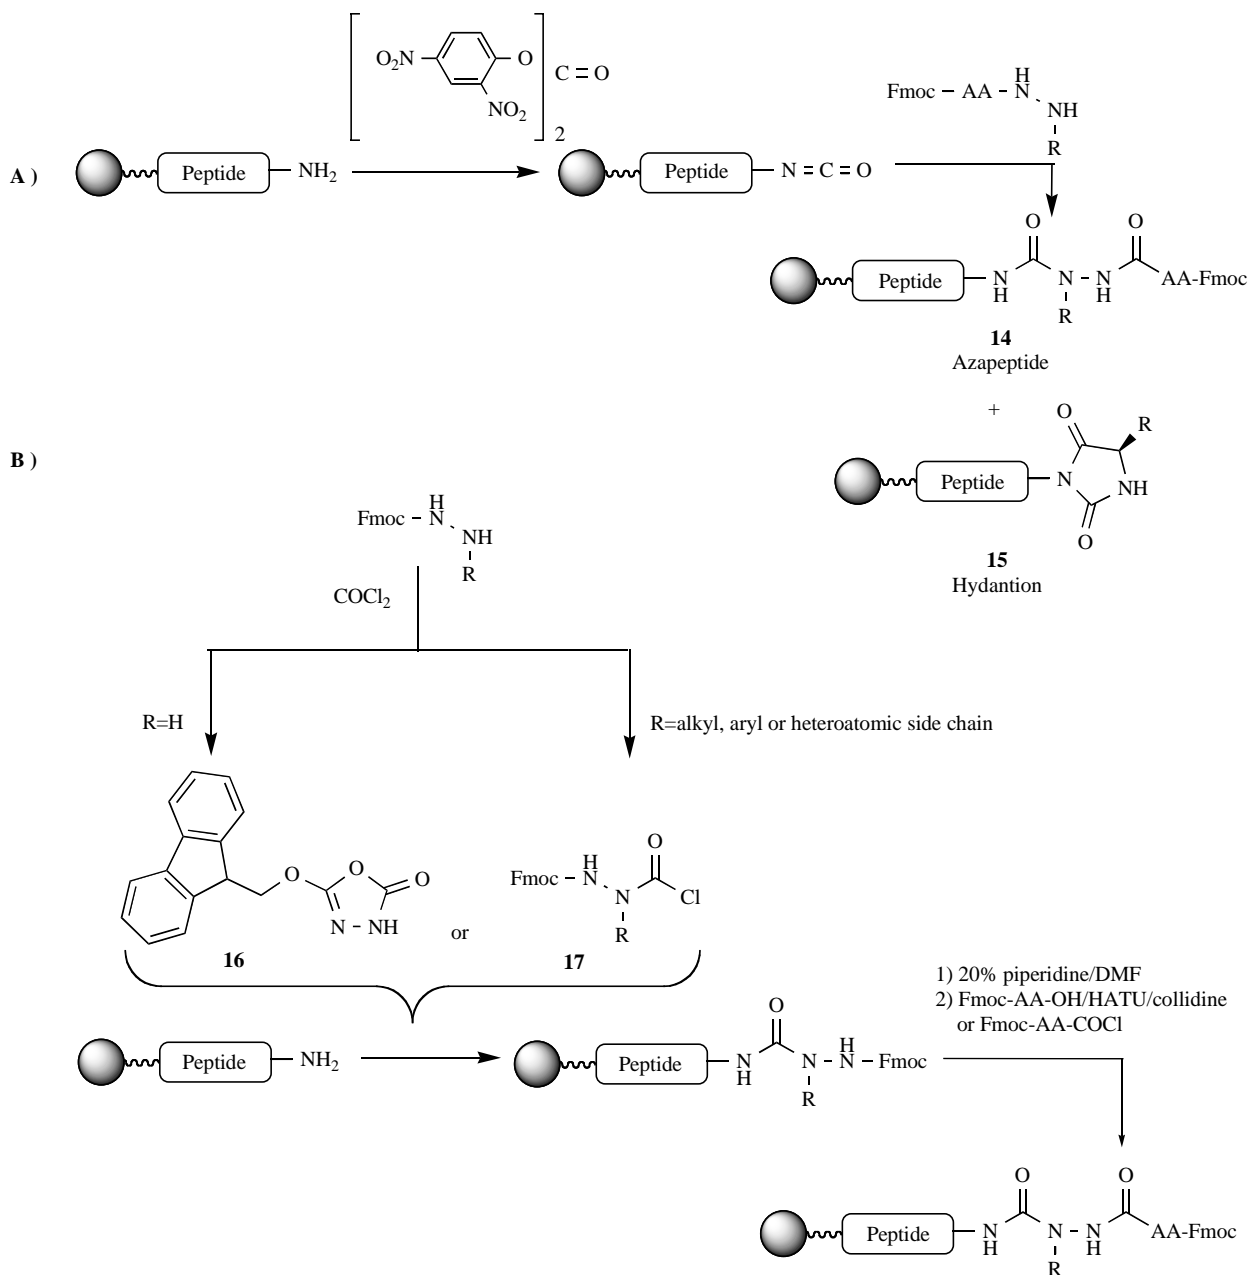 O₂N
O
NO₂
2
C = O
Fmoc – AA – N
H
NH
R
A )
Peptide
NH₂
Peptide
N = C = O
O
O
Peptide
N
H
N
R
NH
AA-Fmoc
14
Azapeptide
+
B )
O
R
Peptide
N
NH
O
15
Hydantion
Fmoc – N
H
NH
R
COCl₂
R=H
R=alkyl, aryl or heteroatomic side chain
O
O
O
N – NH
16
or
Fmoc
H
N
N
R
O
Cl
17
1) 20% piperidine/DMF
2) Fmoc-AA-OH/HATU/collidine
or Fmoc-AA-COCl
Peptide
NH₂
Peptide
N
H
O
N
R
H
N
Fmoc
Peptide
N
H
O
N
R
NH
O
AA-Fmoc